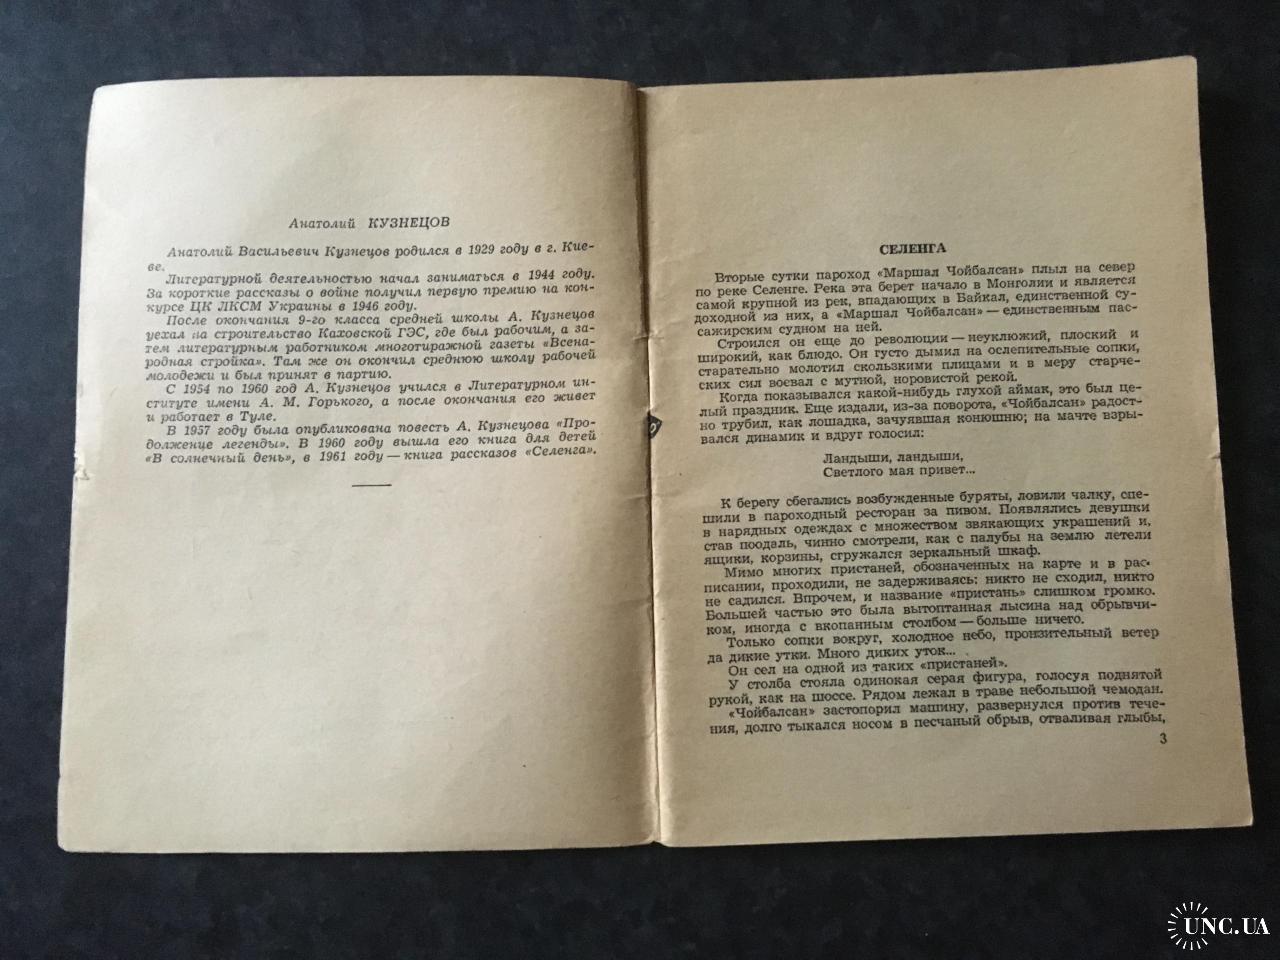 Анатолий КУЗНЕЦОВ
Анатолий Васильевич Кузнецов родился в 1929 году в г. Кие-
ве.
Литературной деятельностью начал заниматься в 1944 году.
За короткие рассказы о войне получил первую премию на кон-
курсе ЦК ЛКСМ Украины в 1946 году.
После окончания 9-го класса средней школы А. Кузнецов
уехал на строительство Каховской ГЭС, где был рабочим, а за-
тем литературным работником многотиражной газеты «Всена-
родная стройка». Там же он окончил среднюю школу рабочей
молодежи и был принят в партию.
С 1954 по 1960 год А. Кузнецов учился в Литературном ин-
ституте имени А. М. Горького, а после окончания его живет
и работает в Туле.
В 1957 году была опубликована повесть А. Кузнецова «Про-
должение легенды». В 1960 году вышла его книга для детей
«В солнечный день», в 1961 году — книга рассказов «Селенга».
СЕЛЕНГА
Вторые сутки пароход «Маршал Чойбалсан» плыл на север
по реке Селенге. Река эта берет начало в Монголии и является
самой крупной из рек, впадающих в Байкал, единственной су-
доходной из них, а «Маршал Чойбалсан» — единственным пас-
сажирским судном на ней.
Строился он еще до революции — неуклюжий, плоский и
широкий, как блюдо. Он густо дымил на ослепительные сопки,
старательно молотил скользкими плицами и в меру старче-
ских сил воевал с мутной, норовистой рекой.
Когда показывался какой-нибудь глухой аймак, это был це-
лый праздник. Еще издали, из-за поворота, «Чойбалсан» радост-
но трубил, как лошадка, зачуявшая конюшню; на мачте взры-
вался динамик и вдруг голосил:
Ландыши, ландыши,
Светлого мая привет...
К берегу сбегались возбужденные буряты, ловили чалку, спе-
шили в пароходный ресторан за пивом. Появлялись девушки
в нарядных одеждах с множеством звякающих украшений и,
став поодаль, чинно смотрели, как с палубы на землю летели
ящики, корзины, сгружался зеркальный шкаф.
Мимо многих пристаней, обозначенных на карте и в рас-
писании, проходили, не задерживаясь: никто не сходил, никто
не садился. Впрочем, и название «пристань» слишком громко.
Большей частью это была вытоптанная лысина над обрывчи-
ком, иногда с вкопанным столбом — больше ничего.
Только сопки вокруг, холодное небо, пронзительный ветер
да дикие утки. Много диких уток...
Он сел на одной из таких «пристаней».
У столба стояла одинокая серая фигура, голосуя поднятой
рукой, как на шоссе. Рядом лежал в траве небольшой чемодан.
«Чойбалсан» застопорил машину, развернулся против тече-
ния, долго тыкался носом в песчаный обрыв, отваливая глыбы,
3
UNC.UA